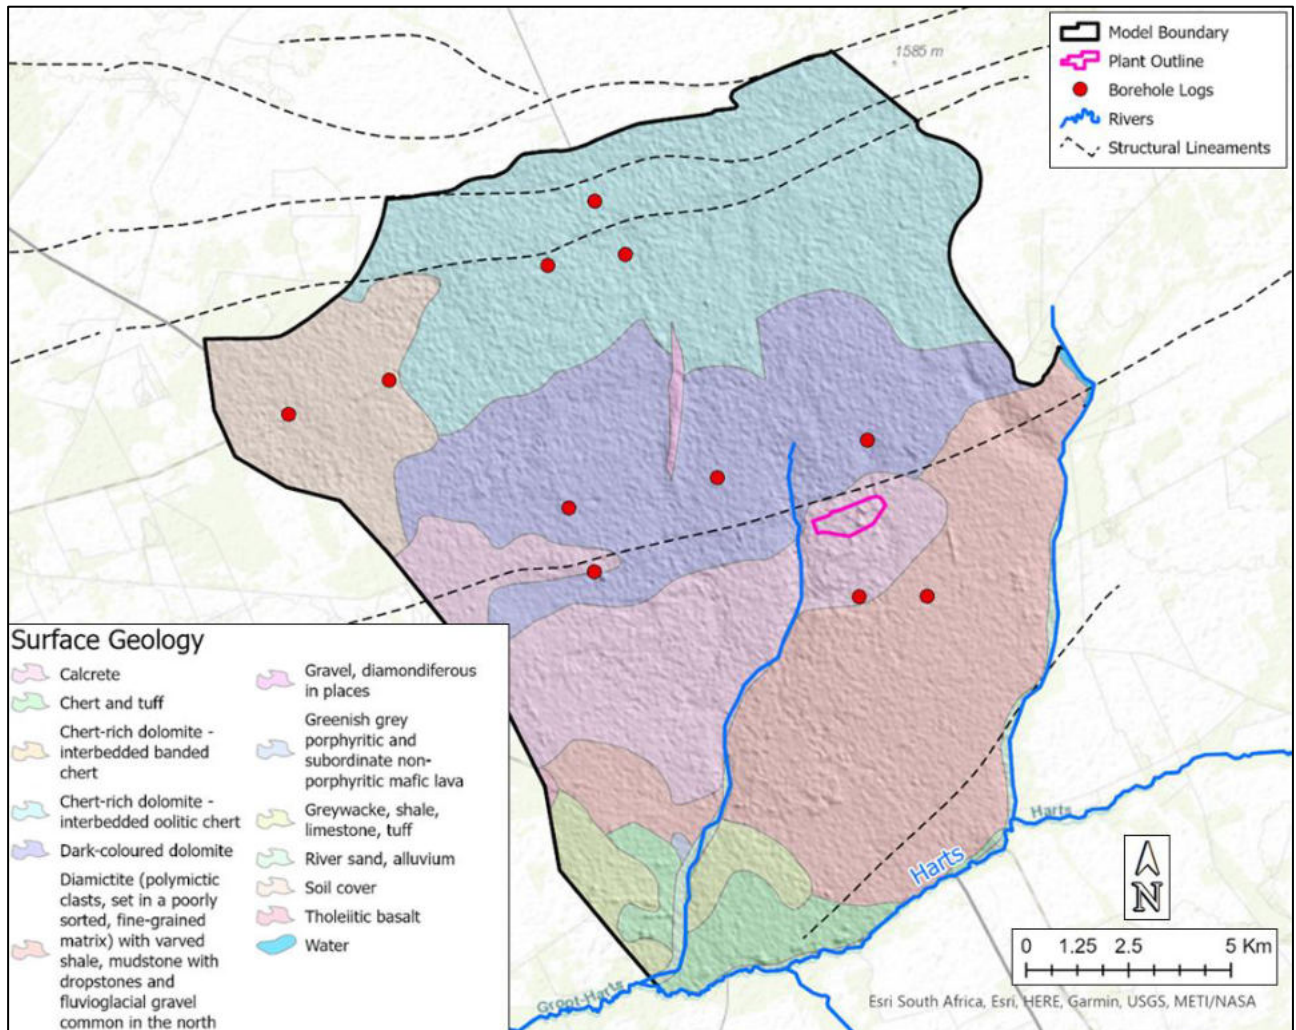 1585 m
Model Boundary
Plant Outline
Borehole Logs
Rivers
Structural Lineaments
Surface Geology
Calcrete
Chert and tuff
Chert-rich dolomite -
interbedded banded
chert
Chert-rich dolomite -
interbedded oolitic chert
Dark-coloured dolomite
Diamictite (polymictic
clasts, set in a poorly
sorted, fine-grained
matrix) with varved
shale, mudstone with
dropstones and
fluvioglacial gravel
common in the north
Gravel, diamondiferous
in places
Greenish grey
porphyritic and
subordinate non-
porphyritic mafic lava
Greywacke, shale,
limestone, tuff
River sand, alluvium
Soil cover
Tholeiitic basalt
Water
Harts
Harts
Groot-Harts
N
0 1.25 2.5 5 Km
Esri South Africa, Esri, HERE, Garmin, USGS, METI/NASA